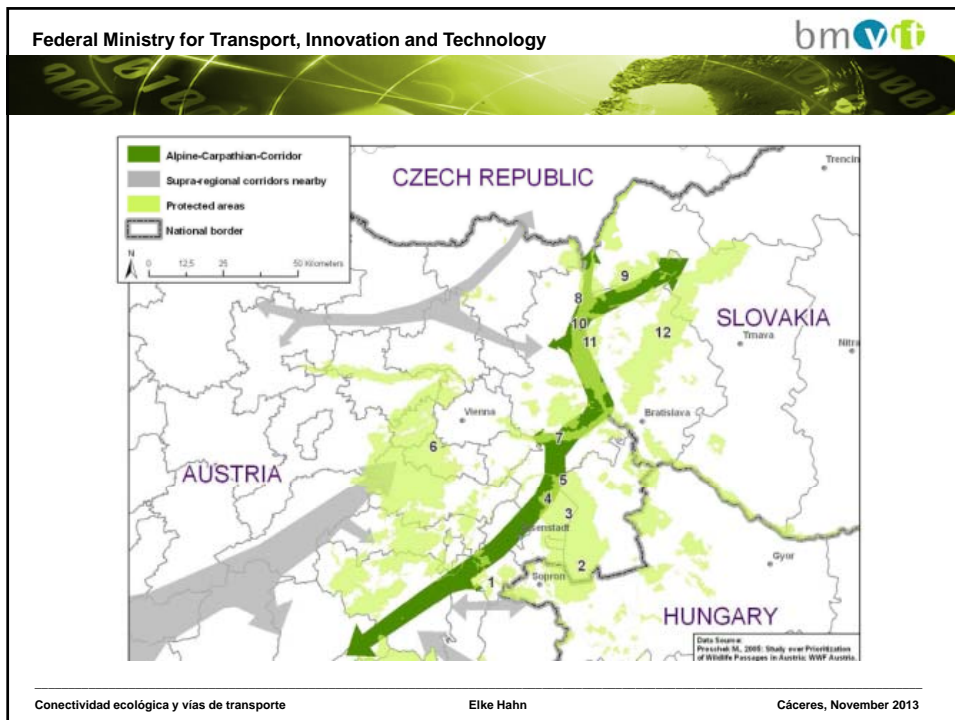 Federal Ministry for Transport, Innovation and Technology
bmvit
Alpine-Carpathian-Corridor
Supra-regional corridors nearby
Protected areas
National border
N
0 12,5 25 50 Kilometers
CZECH REPUBLIC
Trencin
9
8
SLOVAKIA
10
12
11
Trnava
Nitra
Vienna
Bratislava
7
6
AUSTRIA
5
4
3
Eisenstadt
Gyor
2
1
Sopron
HUNGARY
Data Source:
Proschek M., 2005: Study over Prioritization
of Wildlife Passages in Austria; WWF Austria.
Conectividad ecológica y vías de transporte Elke Hahn Cáceres, November 2013